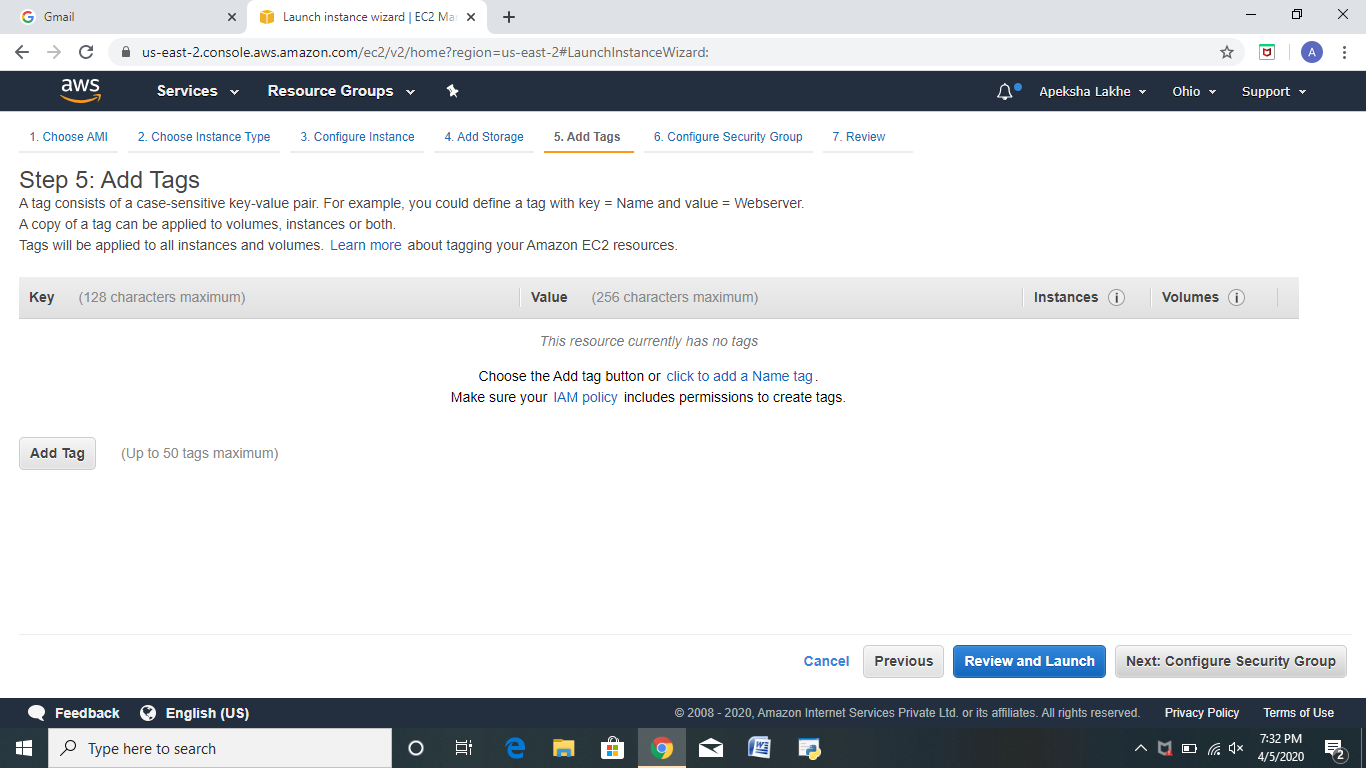 Gmail
Launch instance wizard | EC2 Ma
us-east-2.console.aws.amazon.com/ec2/v2/home?region=us-east-2#LaunchInstanceWizard:
A
aws
Services
Resource Groups
Apeksha Lakhe
Ohio
Support
1. Choose AMI
2. Choose Instance Type
3. Configure Instance
4. Add Storage
5. Add Tags
6. Configure Security Group
7. Review
Step 5: Add Tags
A tag consists of a case-sensitive key-value pair. For example, you could define a tag with key = Name and value = Webserver.
A copy of a tag can be applied to volumes, instances or both.
Tags will be applied to all instances and volumes. Learn more about tagging your Amazon EC2 resources.
Key (128 characters maximum) Value (256 characters maximum) Instances i Volumes i
This resource currently has no tags
Choose the Add tag button or click to add a Name tag.
Make sure your IAM policy includes permissions to create tags.
Add Tag (Up to 50 tags maximum)
Cancel
Previous
Review and Launch
Next: Configure Security Group
Feedback
English (US)
© 2008 - 2020, Amazon Internet Services Private Ltd. or its affiliates. All rights reserved.
Privacy Policy
Terms of Use
Type here to search
7:32 PM
4/5/2020
2